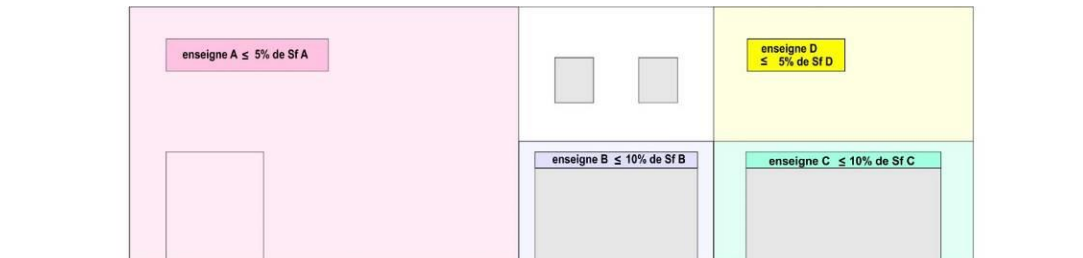 enseigne A ≤ 5% de Sf A
enseigne D
≤ 5% de Sf D
enseigne B ≤ 10% de Sf B
enseigne C ≤ 10% de Sf C